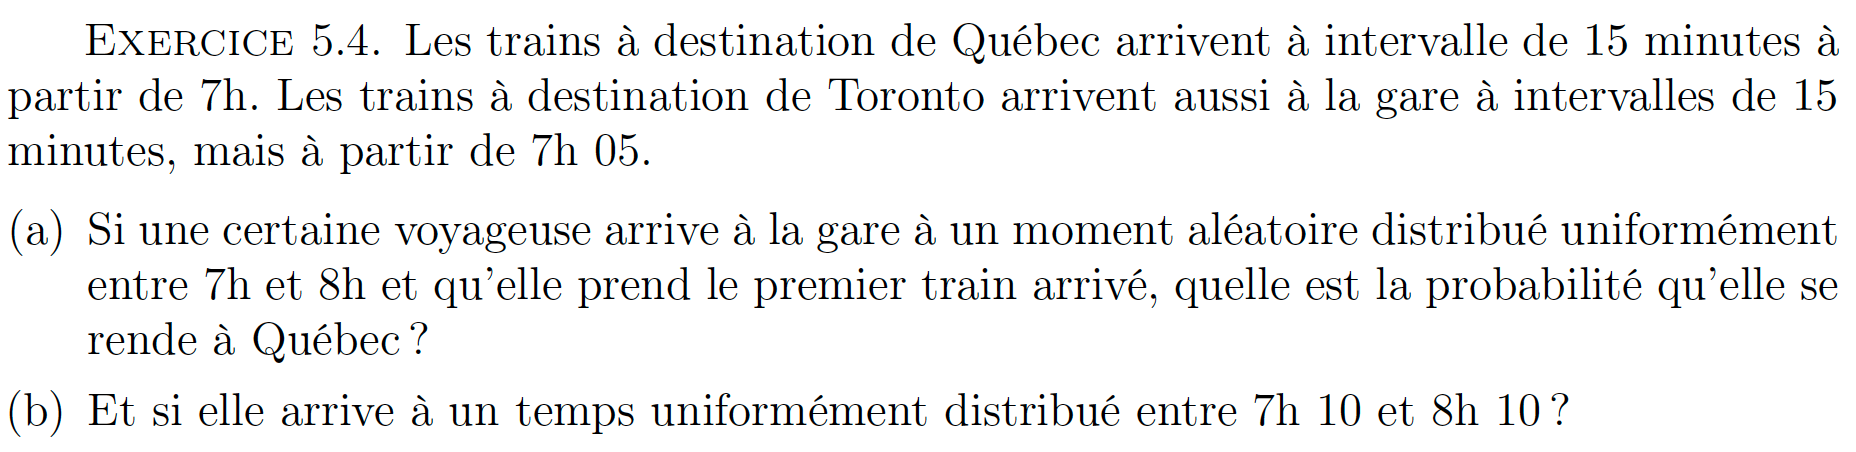 EXERCICE 5.4. Les trains à destination de Québec arrivent à intervalle de 15 minutes à
partir de 7h. Les trains à destination de Toronto arrivent aussi à la gare à intervalles de 15
minutes, mais à partir de 7h 05.
(a) Si une certaine voyageuse arrive à la gare à un moment aléatoire distribué uniformément
entre 7h et 8h et qu'elle prend le premier train arrivé, quelle est la probabilité qu'elle se
rende à Québec ?
(b) Et si elle arrive à un temps uniformément distribué entre 7h 10 et 8h 10 ?